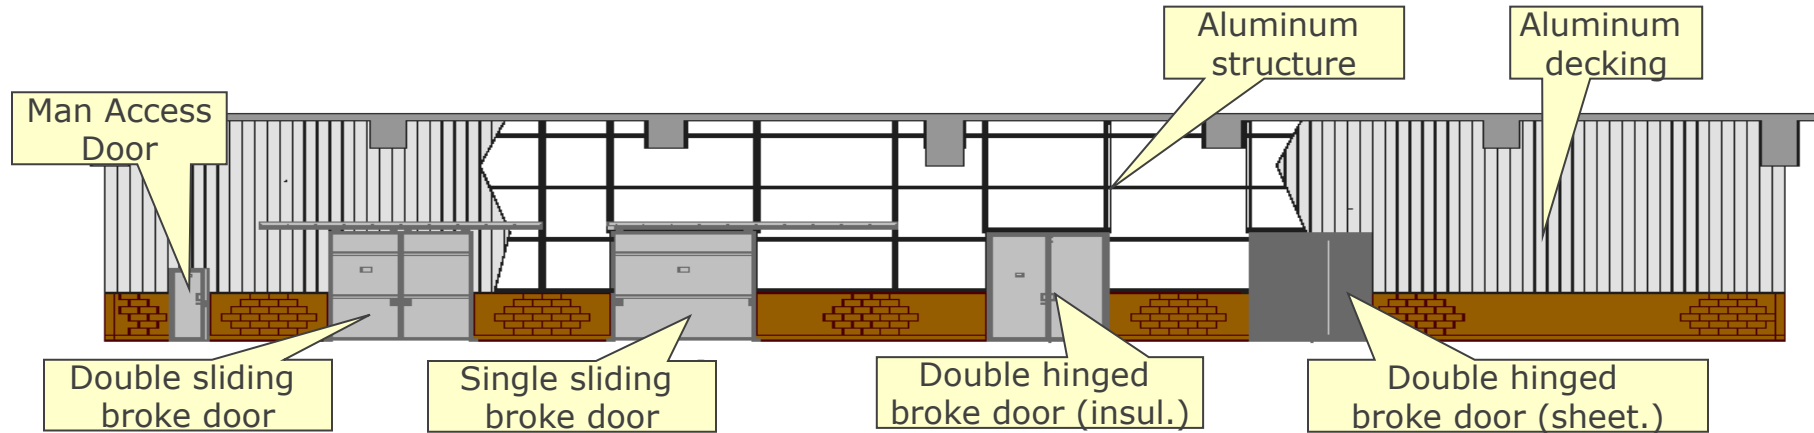 Aluminum
structure
Aluminum
decking
Man Access
Door
Double sliding
broke door
Single sliding
broke door
Double hinged
broke door (insul.)
Double hinged
broke door (sheet.)